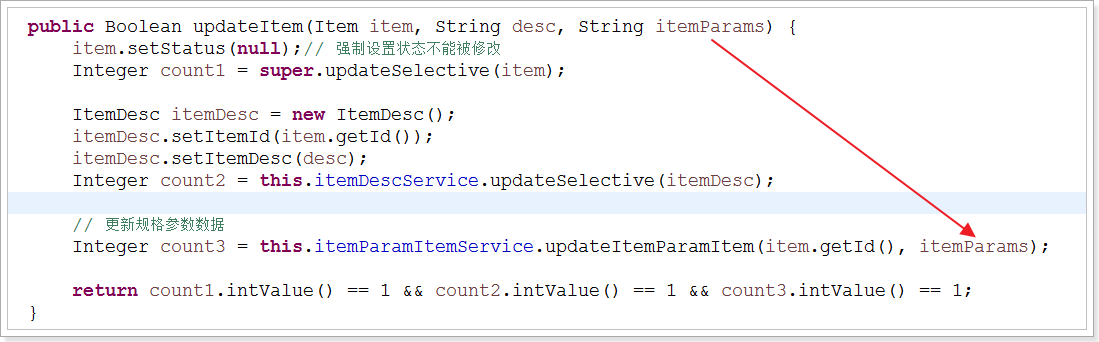 public Boolean updateItem(Item item, String desc, String itemParams) {
item.setStatus(null);// 强制设置状态不能被修改
Integer count1 = super.updateSelective(item);
ItemDesc itemDesc = new ItemDesc();
itemDesc.setItemId(item.getId());
itemDesc.setItemDesc(desc);
Integer count2 = this.itemDescService.updateSelective(itemDesc);
// 更新规格参数数据
Integer count3 = this.itemParamItemService.updateItemParamItem(item.getId(), itemParams);
return count1.intValue() == 1 && count2.intValue() == 1 && count3.intValue() == 1;
}